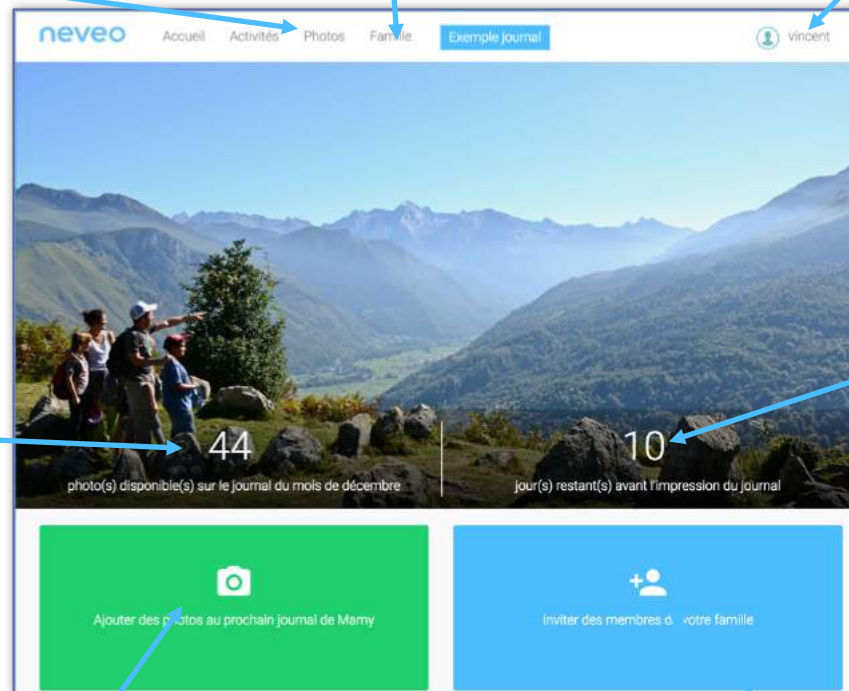 neveo Accueil Activités Photos Famille Exemple journal vincent
44
photo(s) disponible(s) sur le journal du mois de décembre
10
jour(s) restant(s) avant l'impression du journal
Ajouter des photos au prochain journal de Mamy
Inviter des membres d votre famille